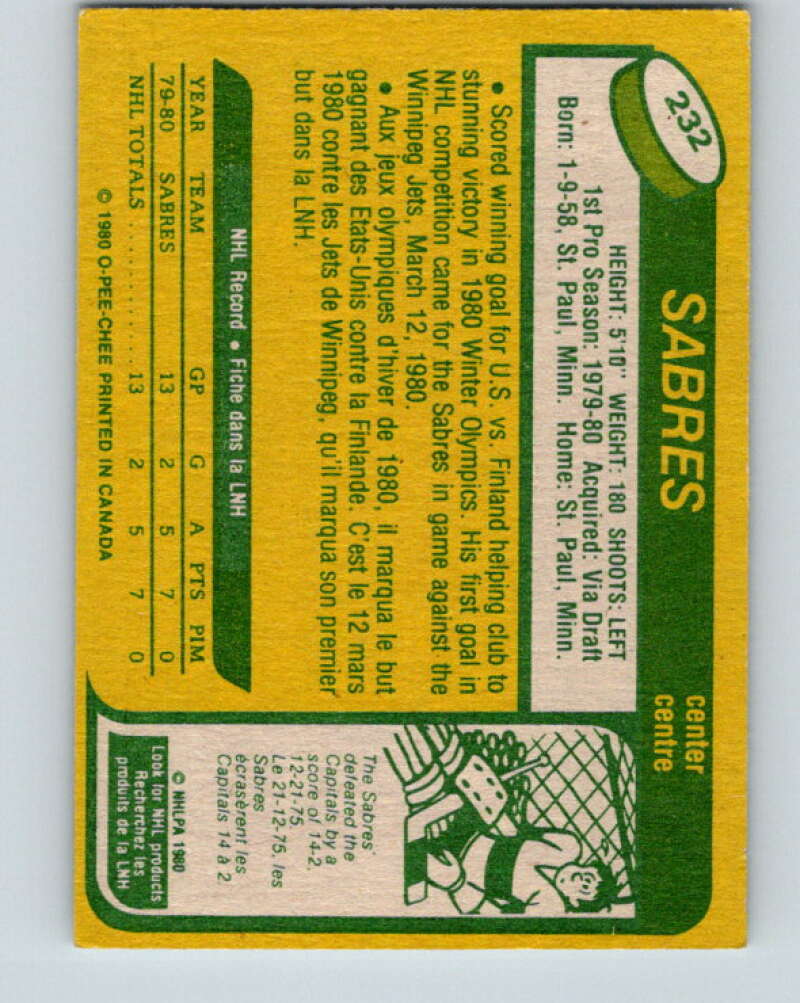 232
SABRES
center
centre
HEIGHT: 5'10" WEIGHT: 180 SHOOTS: LEFT
1st Pro Season: 1979-80 Acquired: Via Draft
Born: 1-9-58, St. Paul, Minn. Home: St. Paul, Minn.
• Scored winning goal for U.S. vs. Finland helping club to
stunning victory in 1980 Winter Olympics. His first goal in
NHL competition came for the Sabres in game against the
Winnipeg Jets, March 12, 1980.
• Aux jeux olympiques d'hiver de 1980, il marqua le but
gagnant des Etats-Unis contre la Finlande. C'est le 12 mars
1980 contre les Jets de Winnipeg, qu'il marqua son premier
but dans la LNH.
NHL Record • Fiche dans la LNH
YEAR TEAM GP G A PTS PIM
79-80 SABRES 13 2 5 7 0
NHL TOTALS ........... 13 2 5 7 0
© 1980 O-PEE-CHEE PRINTED IN CANADA
The Sabres'
defeated the
Capitals by a
score of 14-2,
12-21-75.
Le 21-12-75, les
Sabres
écrasèrent les
Capitals 14 à 2.
© NHLPA 1980
Look for NHL products
Recherchez les
produits de la LNH